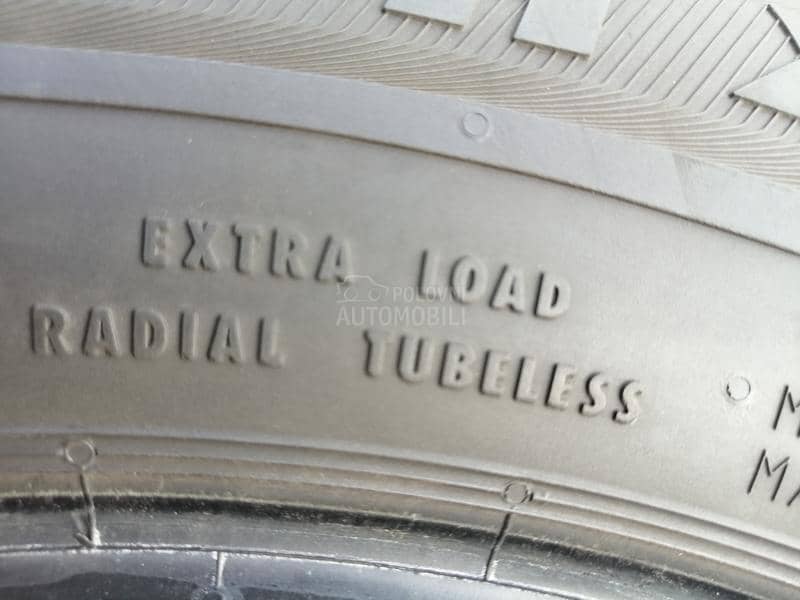 EXTRA LOAD
RADIAL TUBELESS
POLOVNI
AUTOMOBILI